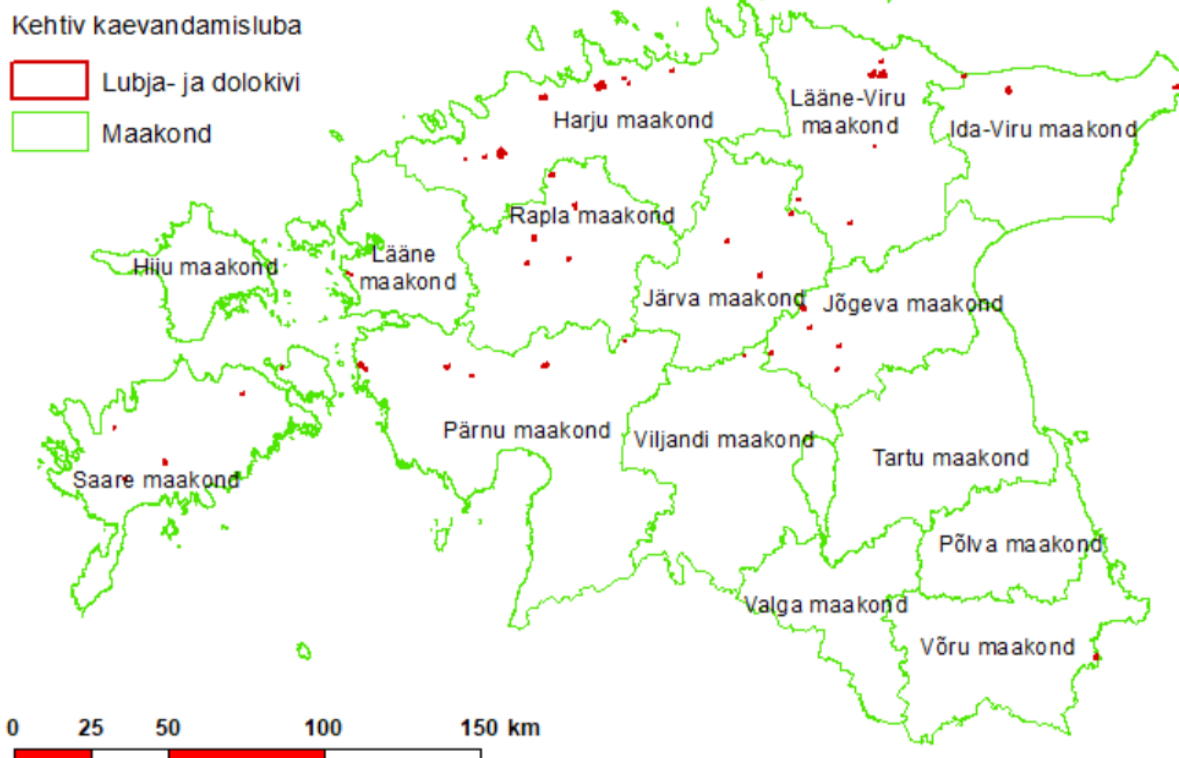 Kehtiv kaevandamisluba
Lubja- ja dolokivi
Maakond
Harju maakond
Lääne-Viru
maakond
Ida-Viru maakond
Rapla maakond
Hiiu maakond
Lääne
maakond
Järva maakond
Jõgeva maakond
Pärnu maakond
Viljandi maakond
Tartu maakond
Saare maakond
Põlva maakond
Valga maakond
Võru maakond
0 25 50 100 150 km